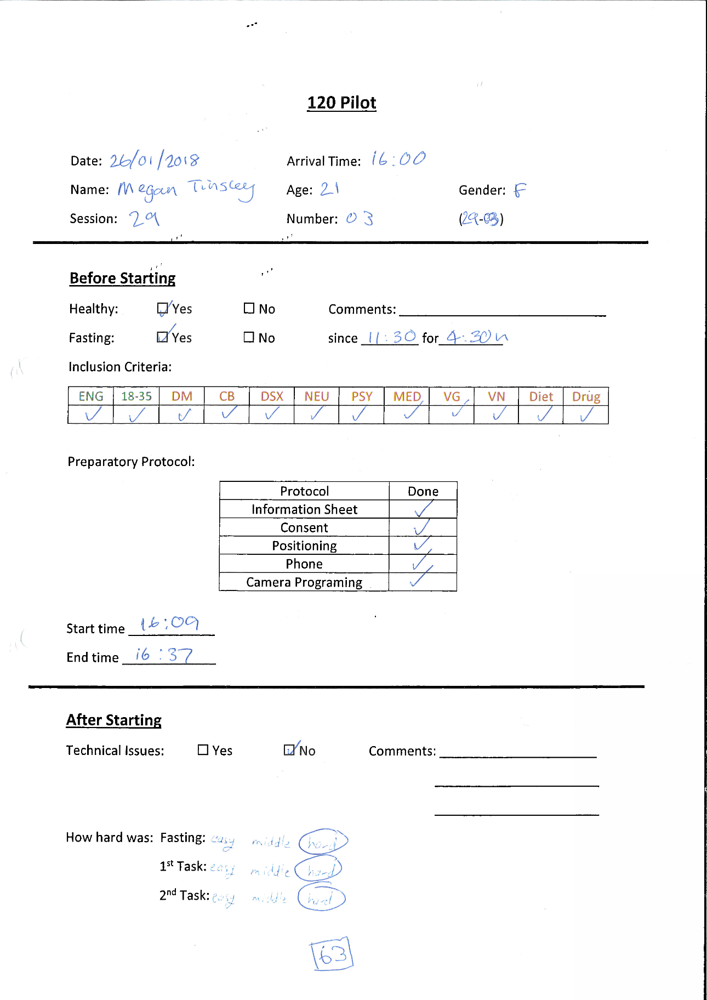 120 Pilot
Date: 26/01/2018 Arrival Time: 16:00
Name: Megan Tinsley Age: 21 Gender: F
Session: 29 Number: 03 (29-03)
Before Starting
Healthy: ☑ Yes ☐ No Comments:
Fasting: ☑ Yes ☐ No since 11:30 for 4:30h
Inclusion Criteria:
ENG 18-35 DM CB DSX NEU PSY MED VG VN Diet Drug
✓ ✓ ✓ ✓ ✓ ✓ ✓ ✓ ✓ ✓ ✓ ✓
Preparatory Protocol:
Protocol Done
Information Sheet ✓
Consent ✓
Positioning ✓
Phone ✓
Camera Programing ✓
Start time 16:09
End time 16:37
After Starting
Technical Issues: ☐ Yes ☑ No Comments:
How hard was: Fasting: easy middle hard
1st Task: easy middle hard
2nd Task: easy middle hard
63